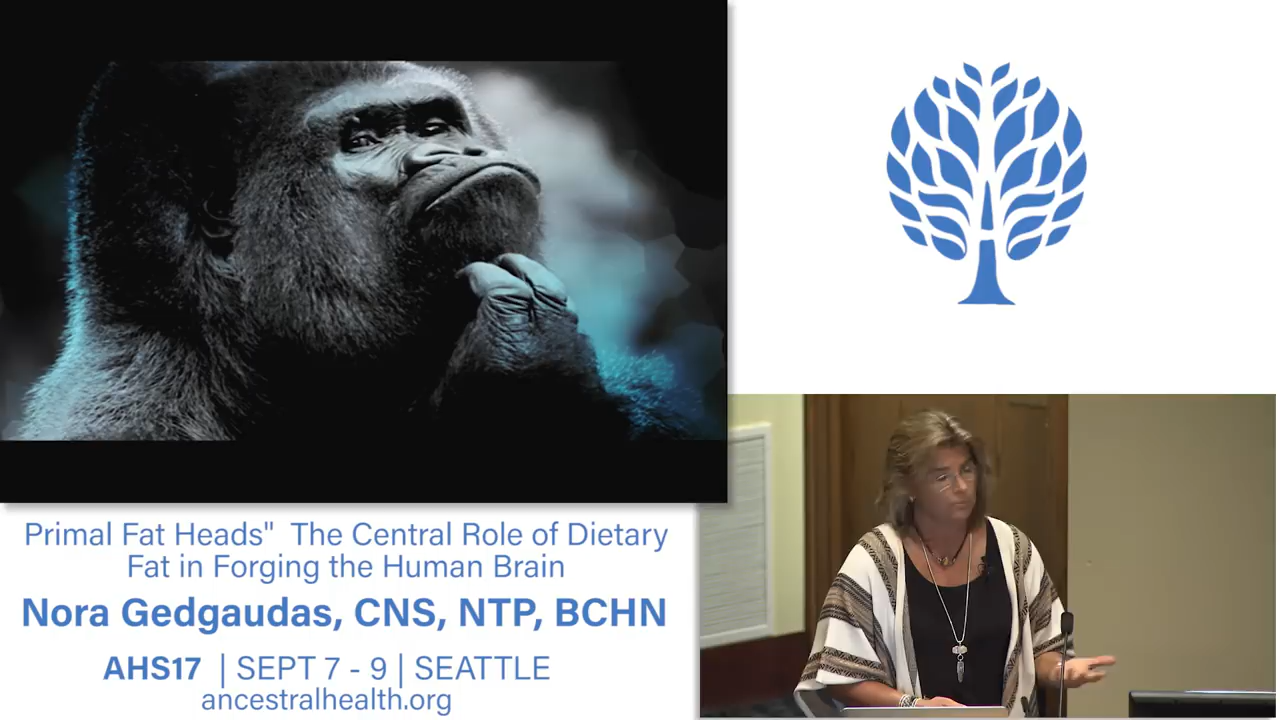 Primal Fat Heads" The Central Role of Dietary
Fat in Forging the Human Brain
Nora Gedgaudas, CNS, NTP, BCHN
AHS17 | SEPT 7 - 9 | SEATTLE
ancestralhealth.org